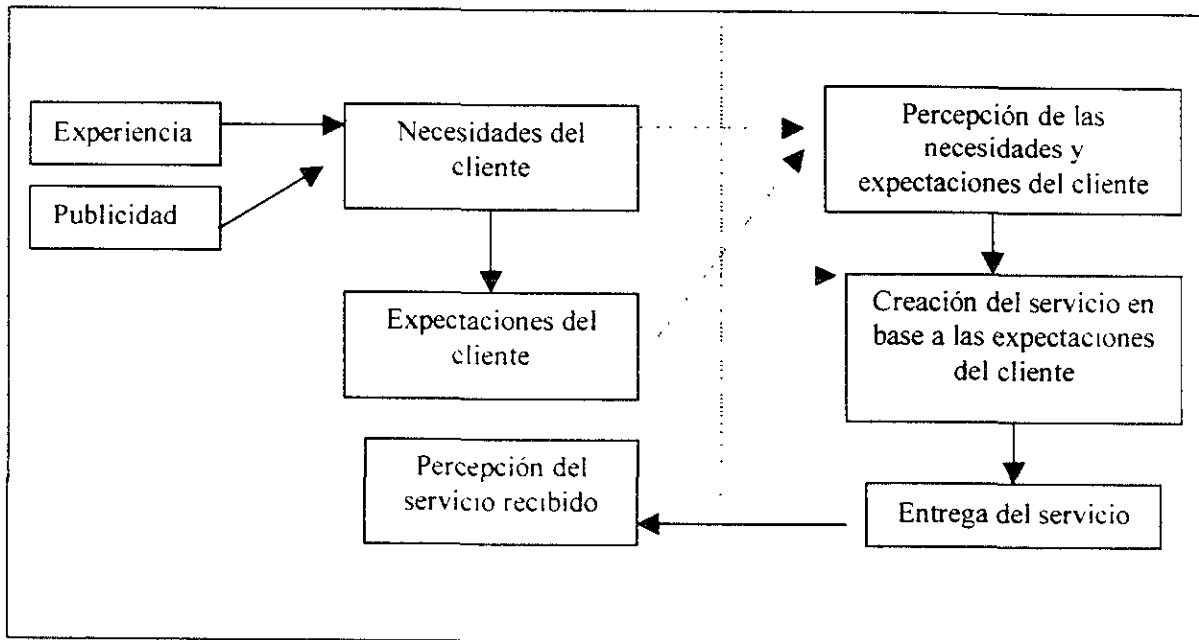 Experiencia
Publicidad
Necesidades del
cliente
Expectaciones del
cliente
Percepción del
servicio recibido
Percepción de las
necesidades y
expectaciones del cliente
Creación del servicio en
base a las expectaciones
del cliente
Entrega del servicio